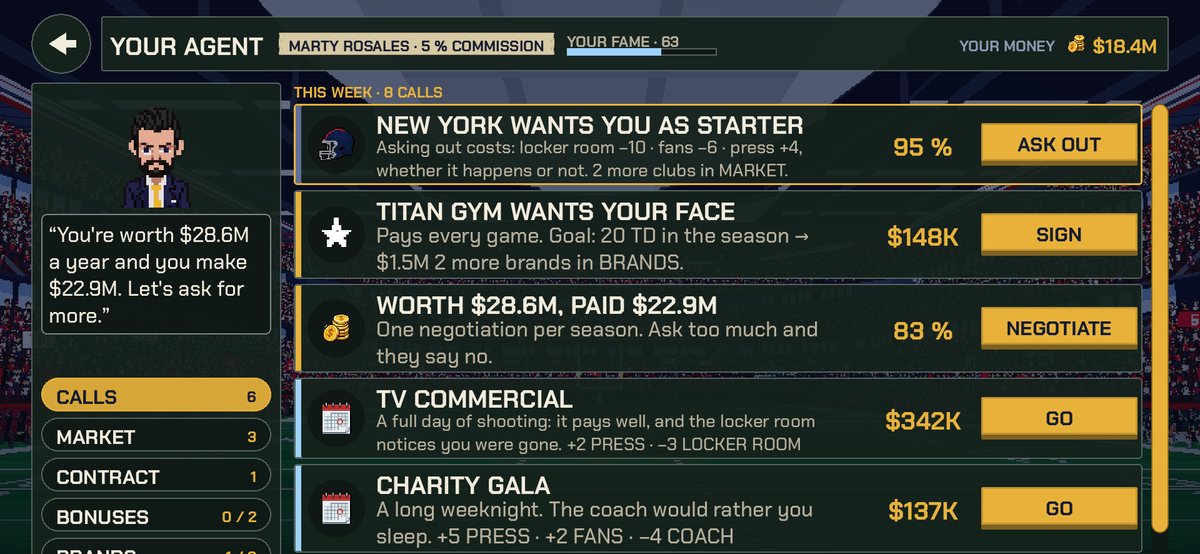 YOUR AGENT
MARTY ROSALES · 5 % COMMISSION
YOUR FAME · 63
YOUR MONEY
$18.4M
“You're worth $28.6M
a year and you make
$22.9M. Let's ask for
more.”
CALLS 6
MARKET 3
CONTRACT 1
BONUSES 0 / 2
THIS WEEK · 8 CALLS
NEW YORK WANTS YOU AS STARTER
Asking out costs: locker room –10 · fans –6 · press +4,
whether it happens or not. 2 more clubs in MARKET.
95 %
ASK OUT
TITAN GYM WANTS YOUR FACE
Pays every game. Goal: 20 TD in the season →
$1.5M 2 more brands in BRANDS.
$148K
SIGN
WORTH $28.6M, PAID $22.9M
One negotiation per season. Ask too much and
they say no.
83 %
NEGOTIATE
TV COMMERCIAL
A full day of shooting: it pays well, and the locker room
notices you were gone. +2 PRESS · –3 LOCKER ROOM
$342K
GO
CHARITY GALA
A long weeknight. The coach would rather you
sleep. +5 PRESS · +2 FANS · –4 COACH
$137K
GO